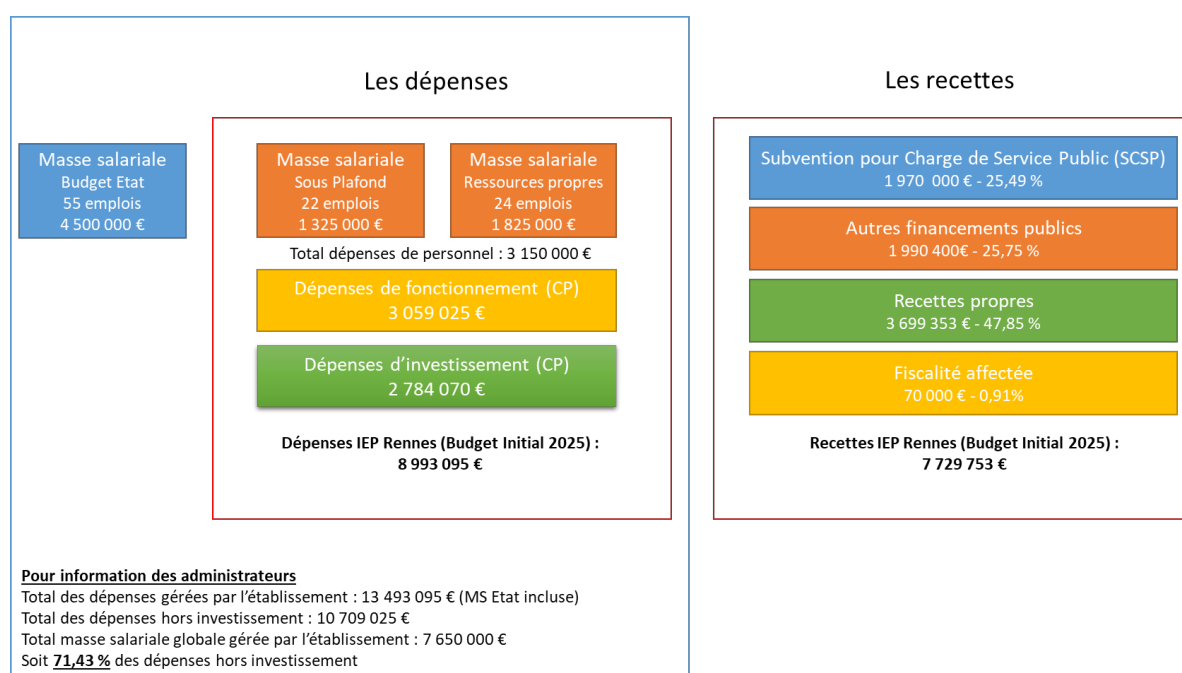 Les dépenses
Masse salariale
Budget Etat
55 emplois
4 500 000 €
Masse salariale
Sous Plafond
22 emplois
1 325 000 €
Masse salariale
Ressources propres
24 emplois
1 825 000 €
Total dépenses de personnel : 3 150 000 €
Dépenses de fonctionnement (CP)
3 059 025 €
Dépenses d'investissement (CP)
2 784 070 €
Dépenses IEP Rennes (Budget Initial 2025) :
8 993 095 €
Pour information des administrateurs
Total des dépenses gérées par l'établissement : 13 493 095 € (MS Etat incluse)
Total des dépenses hors investissement : 10 709 025 €
Total masse salariale globale gérée par l'établissement : 7 650 000 €
Soit 71,43 % des dépenses hors investissement
Les recettes
Subvention pour Charge de Service Public (SCSP)
1 970  000 € - 25,49 %
Autres financements publics
1 990 400€ - 25,75 %
Recettes propres
3 699 353 € - 47,85 %
Fiscalité affectée
70 000 € - 0,91%
Recettes IEP Rennes (Budget Initial 2025) :
7 729 753 €